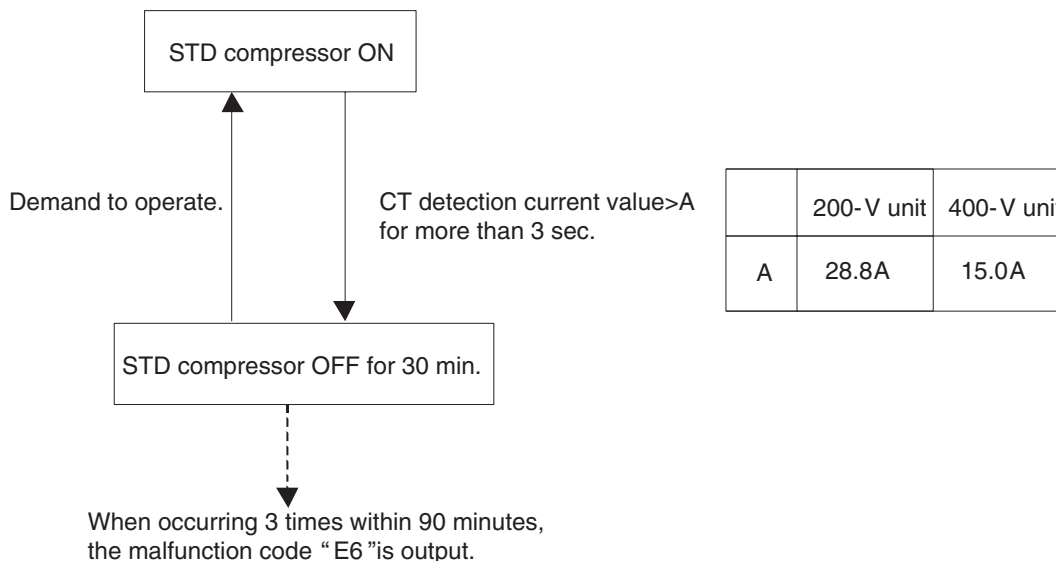 STD compressor ON
Demand to operate.
CT detection current value>A
for more than 3 sec.
200-V unit 400-V unit
A 28.8A 15.0A
STD compressor OFF for 30 min.
When occurring 3 times within 90 minutes,
the malfunction code “ E6 ”is output.